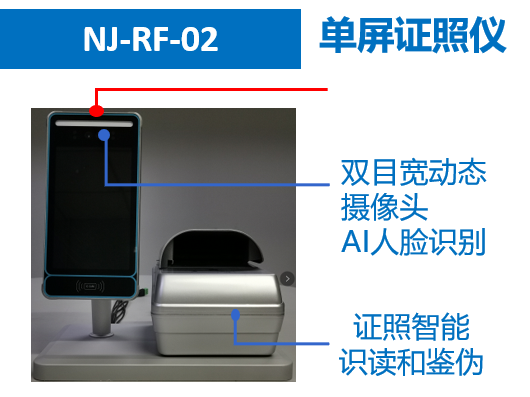 NJ-RF-02
单屏证照仪
双目宽动态
摄像头
AI人脸识别
证照智能
识读和鉴伪